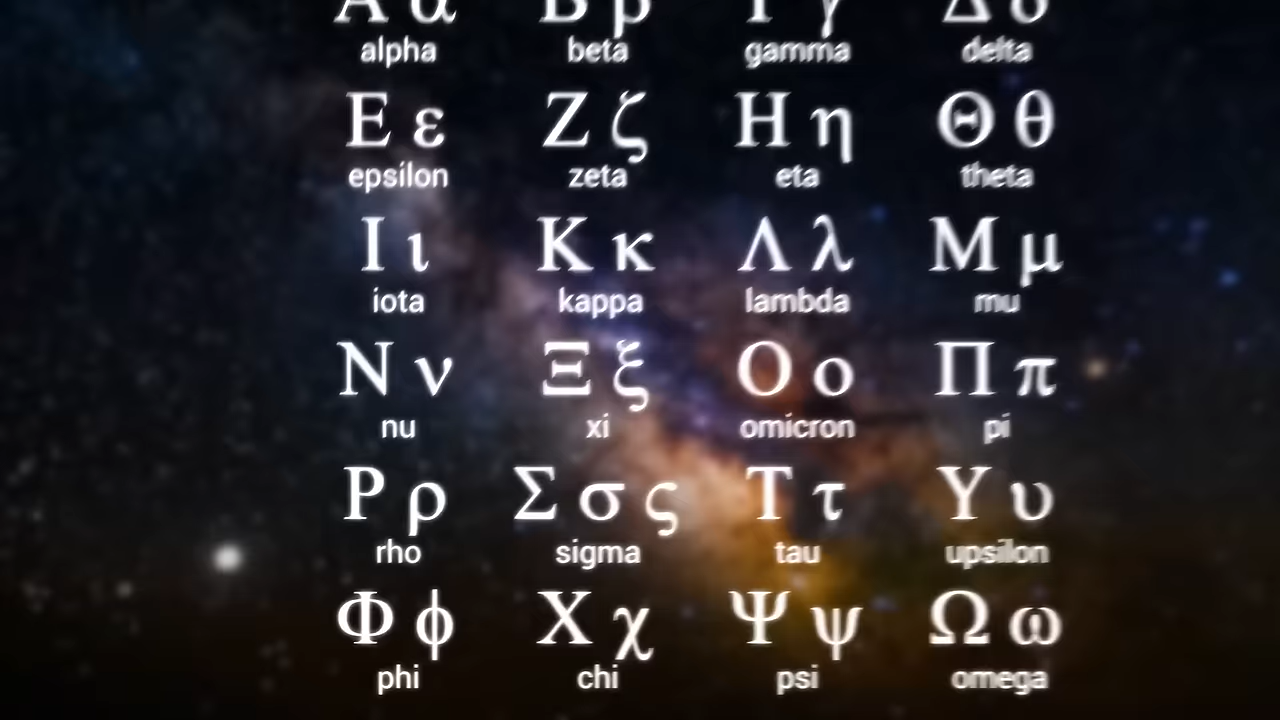 Α α Β β Γ γ Δ δ
alpha beta gamma delta
Ε ε Ζ ζ Η η Θ θ
epsilon zeta eta theta
Ι ι Κ κ Λ λ Μ μ
iota kappa lambda mu
Ν ν Ξ ξ Ο ο Π π
nu xi omicron pi
Ρ ρ Σ σ ς Τ τ Υ υ
rho sigma tau upsilon
Φ ϕ Χ χ Ψ ψ Ω ω
phi chi psi omega